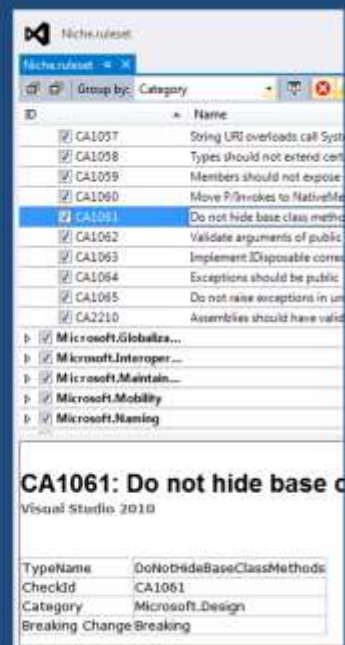 Niche.ruleset
Niche.ruleset
Group by: Category
ID Name
CA1057 String URI overloads call Syst
CA1058 Types should not extend cert
CA1059 Members should not expose
CA1060 Move P/Invokes to NativeMe
CA1061 Do not hide base class metho
CA1062 Validate arguments of public
CA1063 Implement IDisposable correc
CA1064 Exceptions should be public
CA1065 Do not raise exceptions in un
CA2210 Assemblies should have valid
Microsoft.Globaliza...
Microsoft.Interoper...
Microsoft.Maintain...
Microsoft.Mobility
Microsoft.Naming
CA1061: Do not hide base c
Visual Studio 2010
TypeName DoNotHideBaseClassMethods
CheckId CA1061
Category Microsoft.Design
Breaking Change Breaking